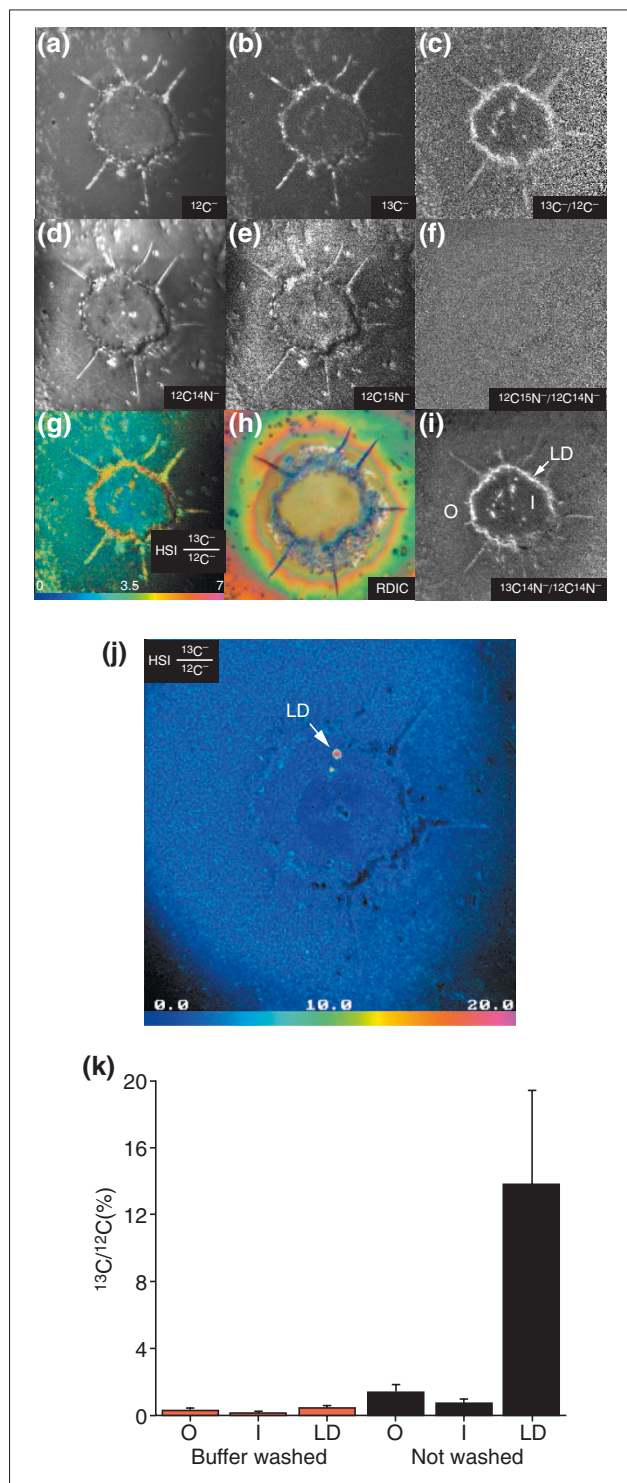 (a)
¹²C⁻
(b)
¹³C⁻
(c)
¹³C⁻/¹²C⁻
(d)
¹²C¹⁴N⁻
(e)
¹²C¹⁵N⁻
(f)
¹²C¹⁵N⁻/¹²C¹⁴N⁻
(g)
HSI ¹³C⁻
¹²C⁻
0 3.5 7
(h)
RDIC
(i)
LD
O
I
¹³C¹⁴N⁻/¹²C¹⁴N⁻
(j)
HSI ¹³C⁻
¹²C⁻
LD
0.0 10.0 20.0
(k)
20
16
12
8
4
0
¹³C/¹²C(%)
O I LD O I LD
Buffer washed Not washed